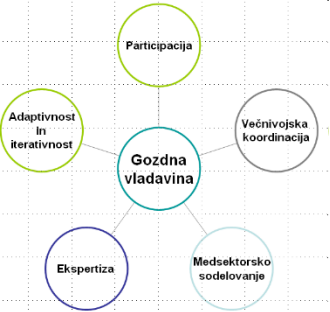 Participacija
Adaptivnost
in
iterativnost
Večnivojska
koordinacija
Gozdna
vladavina
Ekspertiza
Medsektorsko
sodelovanje